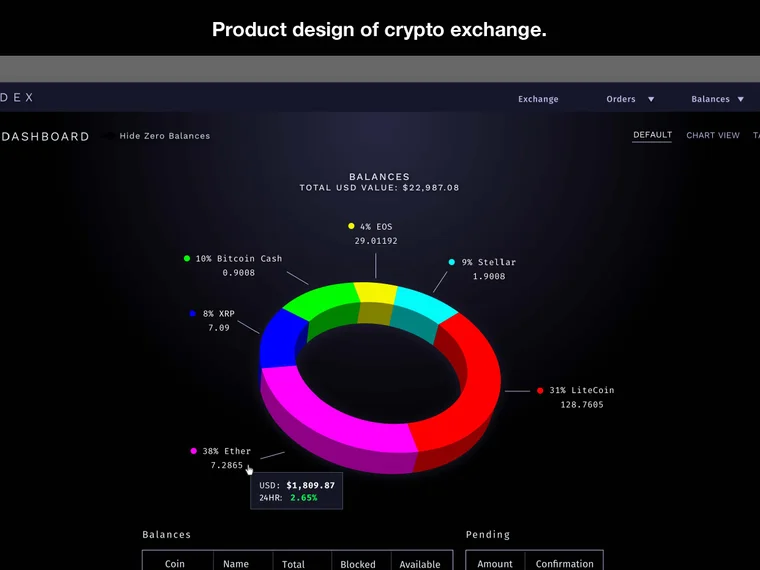 Product design of crypto exchange.
DEX
Exchange Orders Balances
DASHBOARD Hide Zero Balances DEFAULT CHART VIEW
BALANCES
TOTAL USD VALUE: $22,987.08
4% EOS
29.01192
10% Bitcoin Cash
0.9008
9% Stellar
1.9008
8% XRP
7.09
31% LiteCoin
128.7605
38% Ether
7.2865
USD: $1,809.87
24HR: 2.65%
Balances Pending
Coin Name Total Blocked Available Amount Confirmation